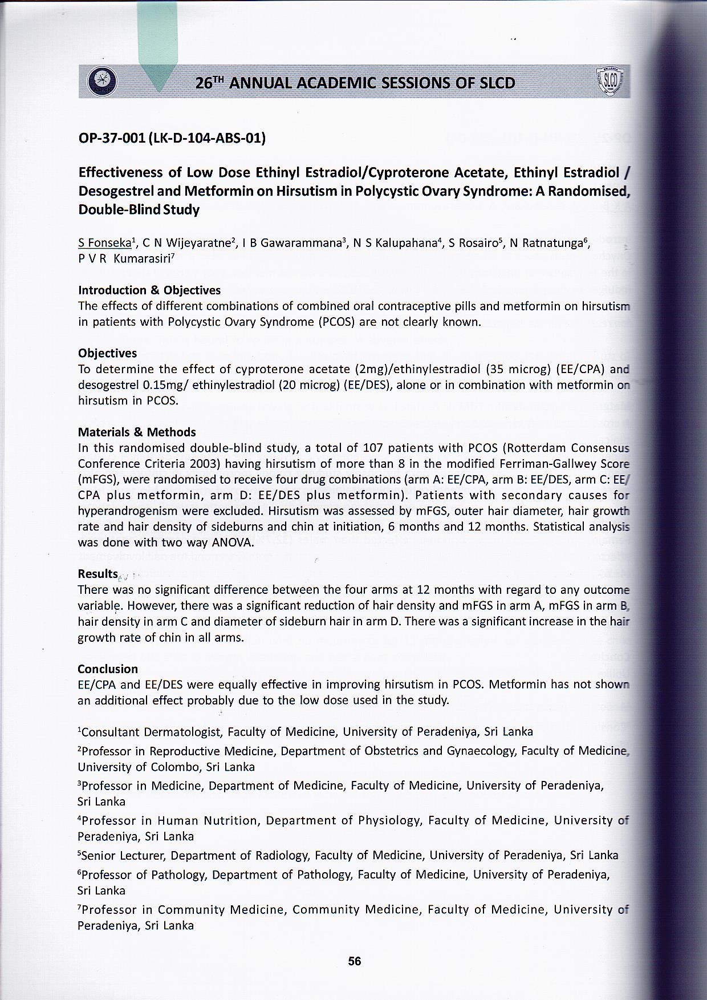 26TH ANNUAL ACADEMIC SESSIONS OF SLCD
ASPCR
SRI LANKA
SLCD
1985
OP-37-001 (LK-D-104-ABS-01)
Effectiveness of Low Dose Ethinyl Estradiol/Cyproterone Acetate, Ethinyl Estradiol /
Desogestrel and Metformin on Hirsutism in Polycystic Ovary Syndrome: A Randomised,
Double-Blind Study
S Fonseka¹, C N Wijeyaratne², I B Gawarammana³, N S Kalupahana⁴, S Rosairo⁵, N Ratnatunga⁶,
P V R Kumarasiri⁷
Introduction & Objectives
The effects of different combinations of combined oral contraceptive pills and metformin on hirsutism
in patients with Polycystic Ovary Syndrome (PCOS) are not clearly known.
Objectives
To determine the effect of cyproterone acetate (2mg)/ethinylestradiol (35 microg) (EE/CPA) and
desogestrel 0.15mg/ ethinylestradiol (20 microg) (EE/DES), alone or in combination with metformin on
hirsutism in PCOS.
Materials & Methods
In this randomised double-blind study, a total of 107 patients with PCOS (Rotterdam Consensus
Conference Criteria 2003) having hirsutism of more than 8 in the modified Ferriman-Gallwey Score
(mFGS), were randomised to receive four drug combinations (arm A: EE/CPA, arm B: EE/DES, arm C: EE/
CPA plus metformin, arm D: EE/DES plus metformin). Patients with secondary causes for
hyperandrogenism were excluded. Hirsutism was assessed by mFGS, outer hair diameter, hair growth
rate and hair density of sideburns and chin at initiation, 6 months and 12 months. Statistical analysis
was done with two way ANOVA.
Results
There was no significant difference between the four arms at 12 months with regard to any outcome
variable. However, there was a significant reduction of hair density and mFGS in arm A, mFGS in arm B,
hair density in arm C and diameter of sideburn hair in arm D. There was a significant increase in the hair
growth rate of chin in all arms.
Conclusion
EE/CPA and EE/DES were equally effective in improving hirsutism in PCOS. Metformin has not shown
an additional effect probably due to the low dose used in the study.
¹Consultant Dermatologist, Faculty of Medicine, University of Peradeniya, Sri Lanka
²Professor in Reproductive Medicine, Department of Obstetrics and Gynaecology, Faculty of Medicine,
University of Colombo, Sri Lanka
³Professor in Medicine, Department of Medicine, Faculty of Medicine, University of Peradeniya,
Sri Lanka
⁴Professor in Human Nutrition, Department of Physiology, Faculty of Medicine, University of
Peradeniya, Sri Lanka
⁵Senior Lecturer, Department of Radiology, Faculty of Medicine, University of Peradeniya, Sri Lanka
⁶Professor of Pathology, Department of Pathology, Faculty of Medicine, University of Peradeniya,
Sri Lanka
⁷Professor in Community Medicine, Community Medicine, Faculty of Medicine, University of
Peradeniya, Sri Lanka
56